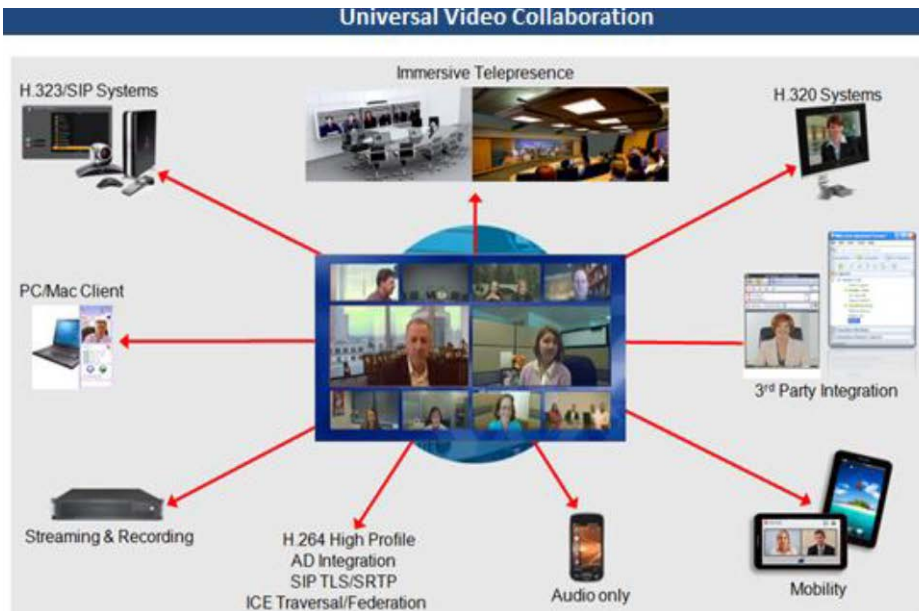 Universal Video Collaboration
Immersive Telepresence
H.323/SIP Systems
H.320 Systems
PC/Mac Client
3rd Party Integration
Streaming & Recording
H.264 High Profile
AD Integration
SIP TLS/SRTP
ICE Traversal/Federation
Audio only
Mobility